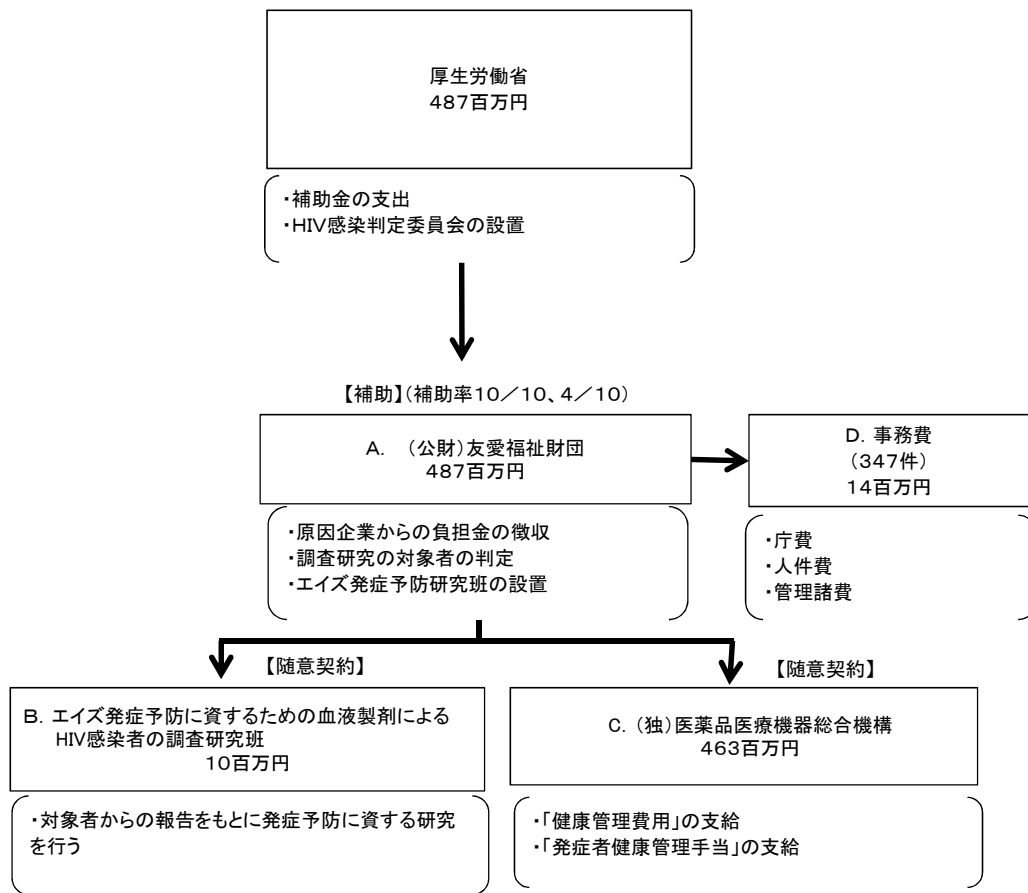 厚生労働省
487百万円
・補助金の支出
・HIV感染判定委員会の設置
【補助】(補助率10／10、4／10)
A.　(公財)友愛福祉財団
487百万円
D. 事務費
(347件)
14百万円
・原因企業からの負担金の徴収
・調査研究の対象者の判定
・エイズ発症予防研究班の設置
・庁費
・人件費
・管理諸費
【随意契約】
【随意契約】
B. エイズ発症予防に資するための血液製剤による
HIV感染者の調査研究班
10百万円
C. (独)医薬品医療機器総合機構
463百万円
・対象者からの報告をもとに発症予防に資する研究
を行う
・「健康管理費用」の支給
・「発症者健康管理手当」の支給